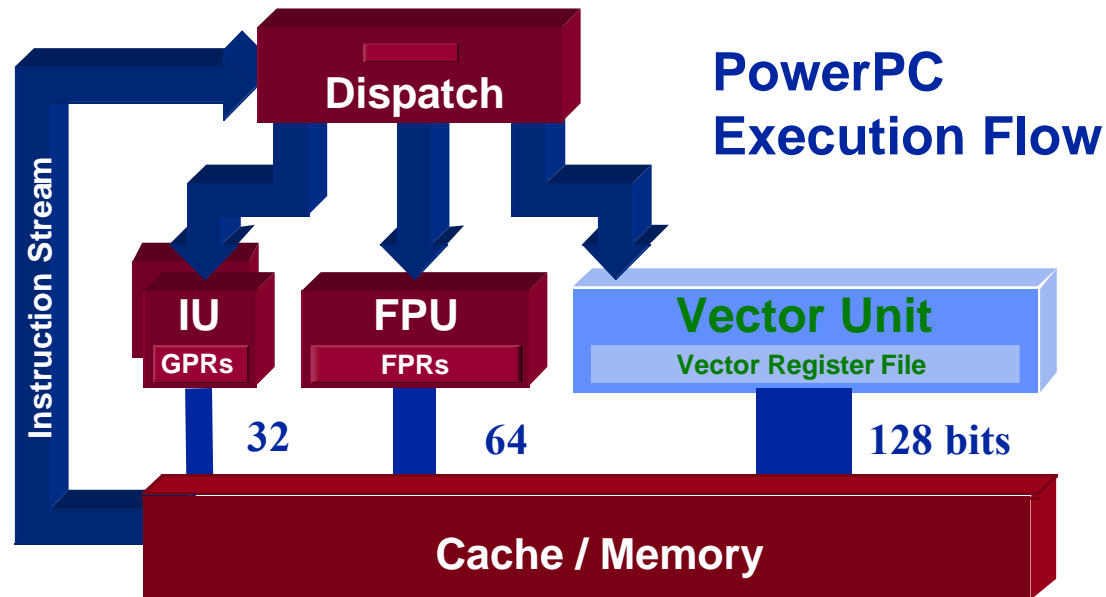 PowerPC
Execution Flow
Dispatch
Instruction Stream
IU
GPRs
FPU
FPRs
Vector Unit
Vector Register File
32
64
128 bits
Cache / Memory